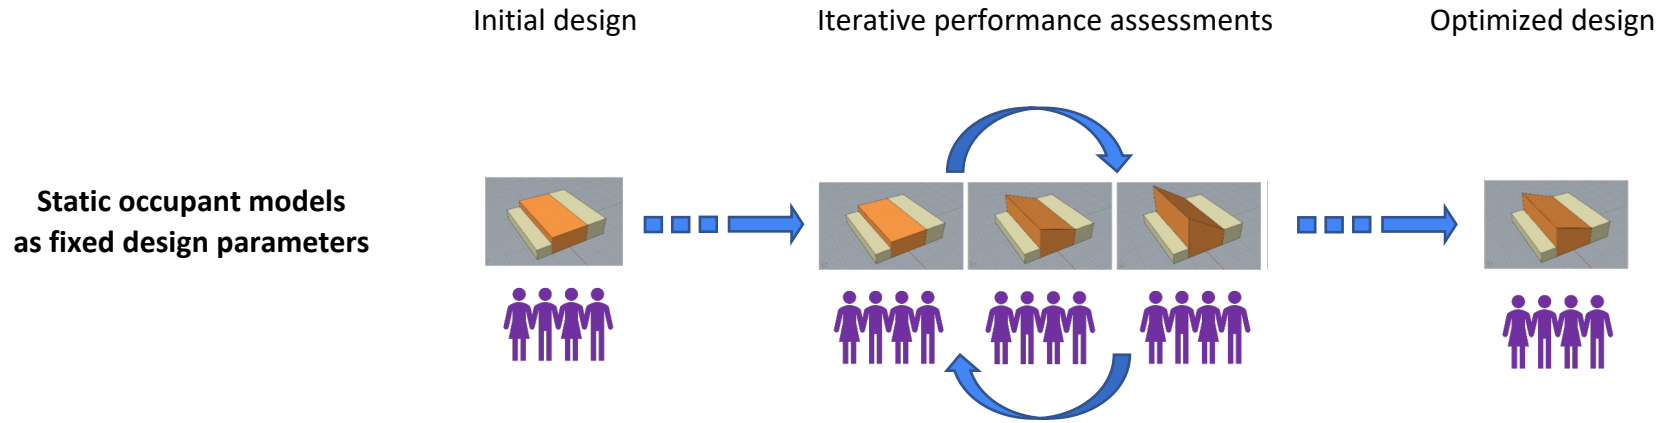 Initial design
Iterative performance assessments
Optimized design
Static occupant models
as fixed design parameters